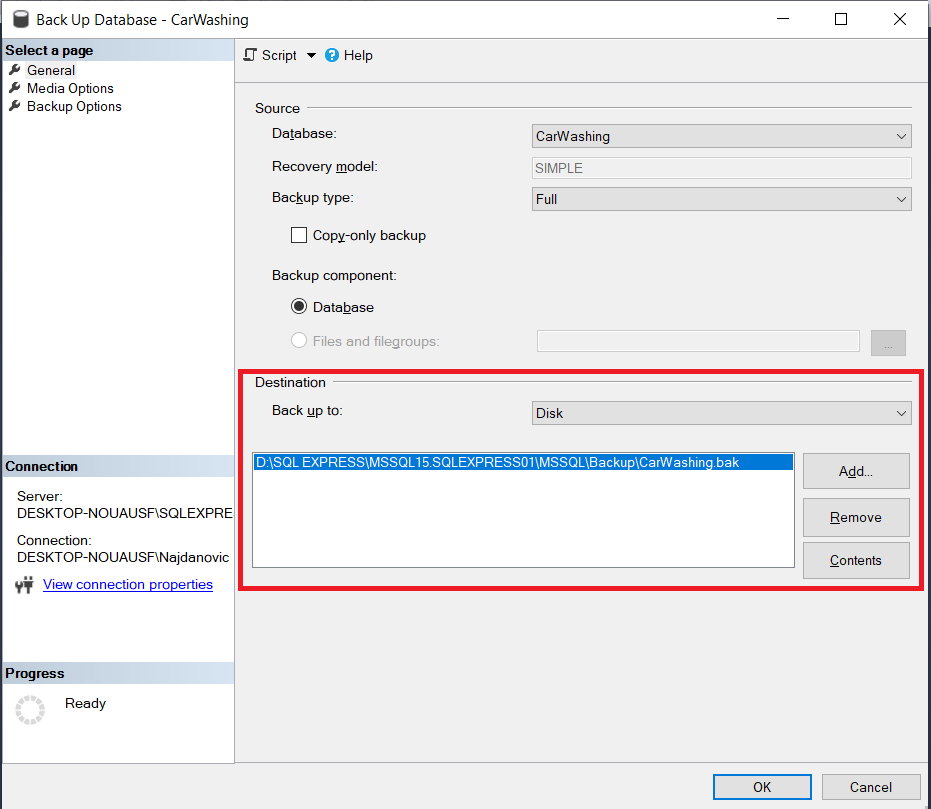 Back Up Database - CarWashing
Select a page
General
Media Options
Backup Options
Script
Help
Source
Database:
CarWashing
Recovery model:
SIMPLE
Backup type:
Full
Copy-only backup
Backup component:
Database
Files and filegroups:
...
Destination
Back up to:
Disk
D:\SQL EXPRESS\MSSQL15.SQLEXPRESS01\MSSQL\Backup\CarWashing.bak
Add...
Remove
Contents
Connection
Server:
DESKTOP-NOUAUSF\SQLEXPRE
Connection:
DESKTOP-NOUAUSF\Najdanovic
View connection properties
Progress
Ready
OK
Cancel